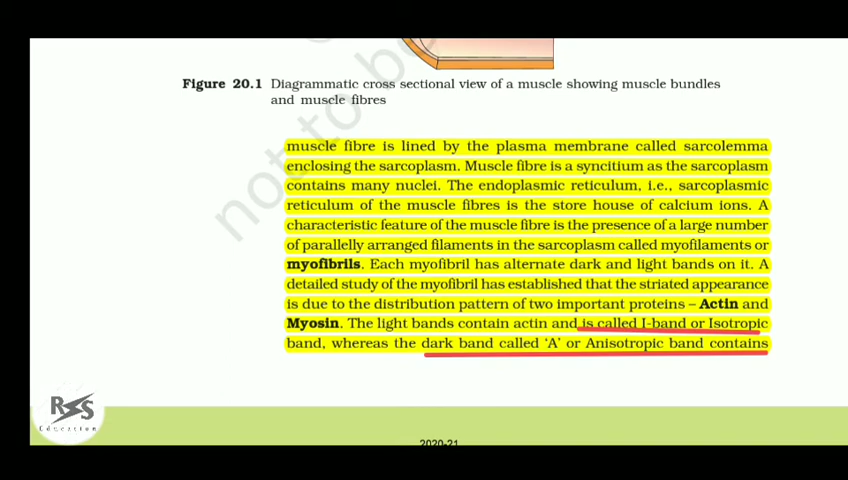 Figure 20.1 Diagrammatic cross sectional view of a muscle showing muscle bundles
and muscle fibres
muscle fibre is lined by the plasma membrane called sarcolemma
enclosing the sarcoplasm. Muscle fibre is a syncitium as the sarcoplasm
contains many nuclei. The endoplasmic reticulum, i.e., sarcoplasmic
reticulum of the muscle fibres is the store house of calcium ions. A
characteristic feature of the muscle fibre is the presence of a large number
of parallelly arranged filaments in the sarcoplasm called myofilaments or
myofibrils. Each myofibril has alternate dark and light bands on it. A
detailed study of the myofibril has established that the striated appearance
is due to the distribution pattern of two important proteins – Actin and
Myosin. The light bands contain actin and is called I-band or Isotropic
band, whereas the dark band called ‘A’ or Anisotropic band contains
not to be
RS
Education
2020-21